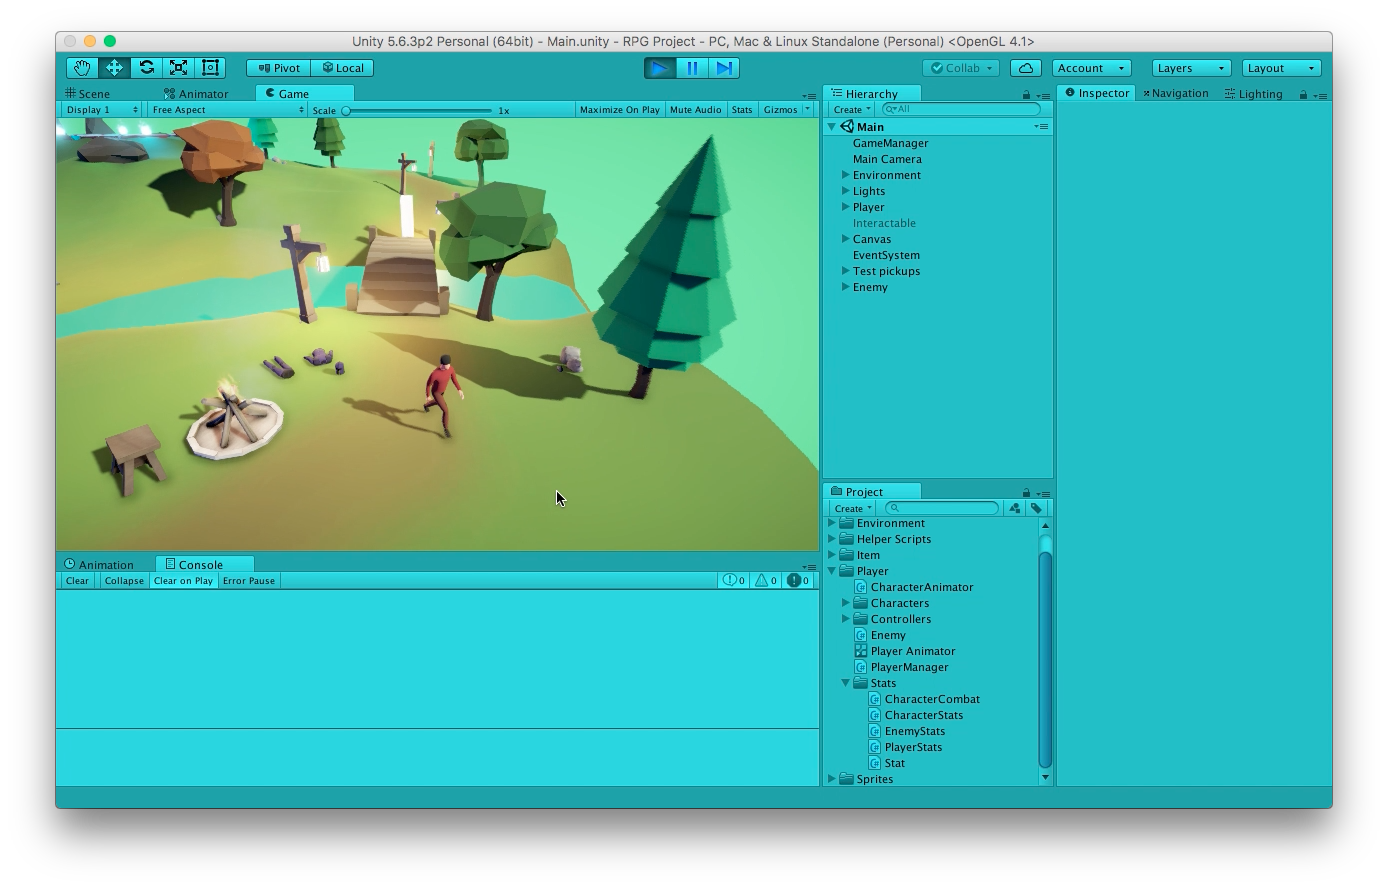 Unity 5.6.3p2 Personal (64bit) - Main.unity - RPG Project - PC, Mac & Linux Standalone (Personal) <OpenGL 4.1>
Pivot Local Collab Account Layers Layout
Scene Animator Game
Display 1 Free Aspect Scale 1x Maximize On Play Mute Audio Stats Gizmos
Hierarchy
Create All
Main
GameManager
Main Camera
Environment
Lights
Player
Interactable
Canvas
EventSystem
Test pickups
Enemy
Inspector Navigation Lighting
Animation Console
Clear Collapse Clear on Play Error Pause 0 0 0
Project
Create
Environment
Helper Scripts
Item
Player
CharacterAnimator
Characters
Controllers
Enemy
Player Animator
PlayerManager
Stats
CharacterCombat
CharacterStats
EnemyStats
PlayerStats
Stat
Sprites